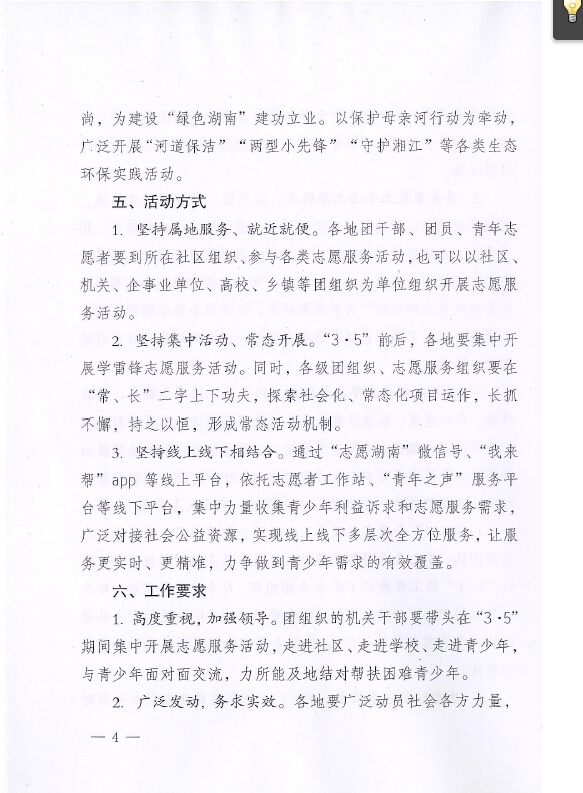 尚，为建设“绿色湖南”建功立业。以保护母亲河行动为牵动，
广泛开展“河道保洁”“两型小先锋”“守护湘江”等各类生态
环保实践活动。
五、活动方式
1. 坚持属地服务、就近就便。各地团干部、团员、青年志
愿者要到所在社区组织、参与各类志愿服务活动，也可以以社区、
机关、企事业单位、高校、乡镇等团组织为单位组织开展志愿服
务活动。
2. 坚持集中活动、常态开展。“3·5”前后，各地要集中开
展学雷锋志愿服务活动。同时，各级团组织、志愿服务组织要在
“常、长”二字上下功夫，探索社会化、常态化项目运作，长抓
不懈，持之以恒，形成常态活动机制。
3. 坚持线上线下相结合。通过“志愿湖南”微信号、“我来
帮”app 等线上平台，依托志愿者工作站、“青年之声”服务平
台等线下平台，集中力量收集青少年利益诉求和志愿服务需求，
广泛对接社会公益资源，实现线上线下多层次全方位服务，让服
务更实时、更精准，力争做到青少年需求的有效覆盖。
六、工作要求
1. 高度重视，加强领导。团组织的机关干部要带头在“3·5”
期间集中开展志愿服务活动，走进社区、走进学校、走进青少年，
与青少年面对面交流，力所能及地结对帮扶困难青少年。
2. 广泛发动，务求实效。各地要广泛动员社会各方力量，
— 4 —